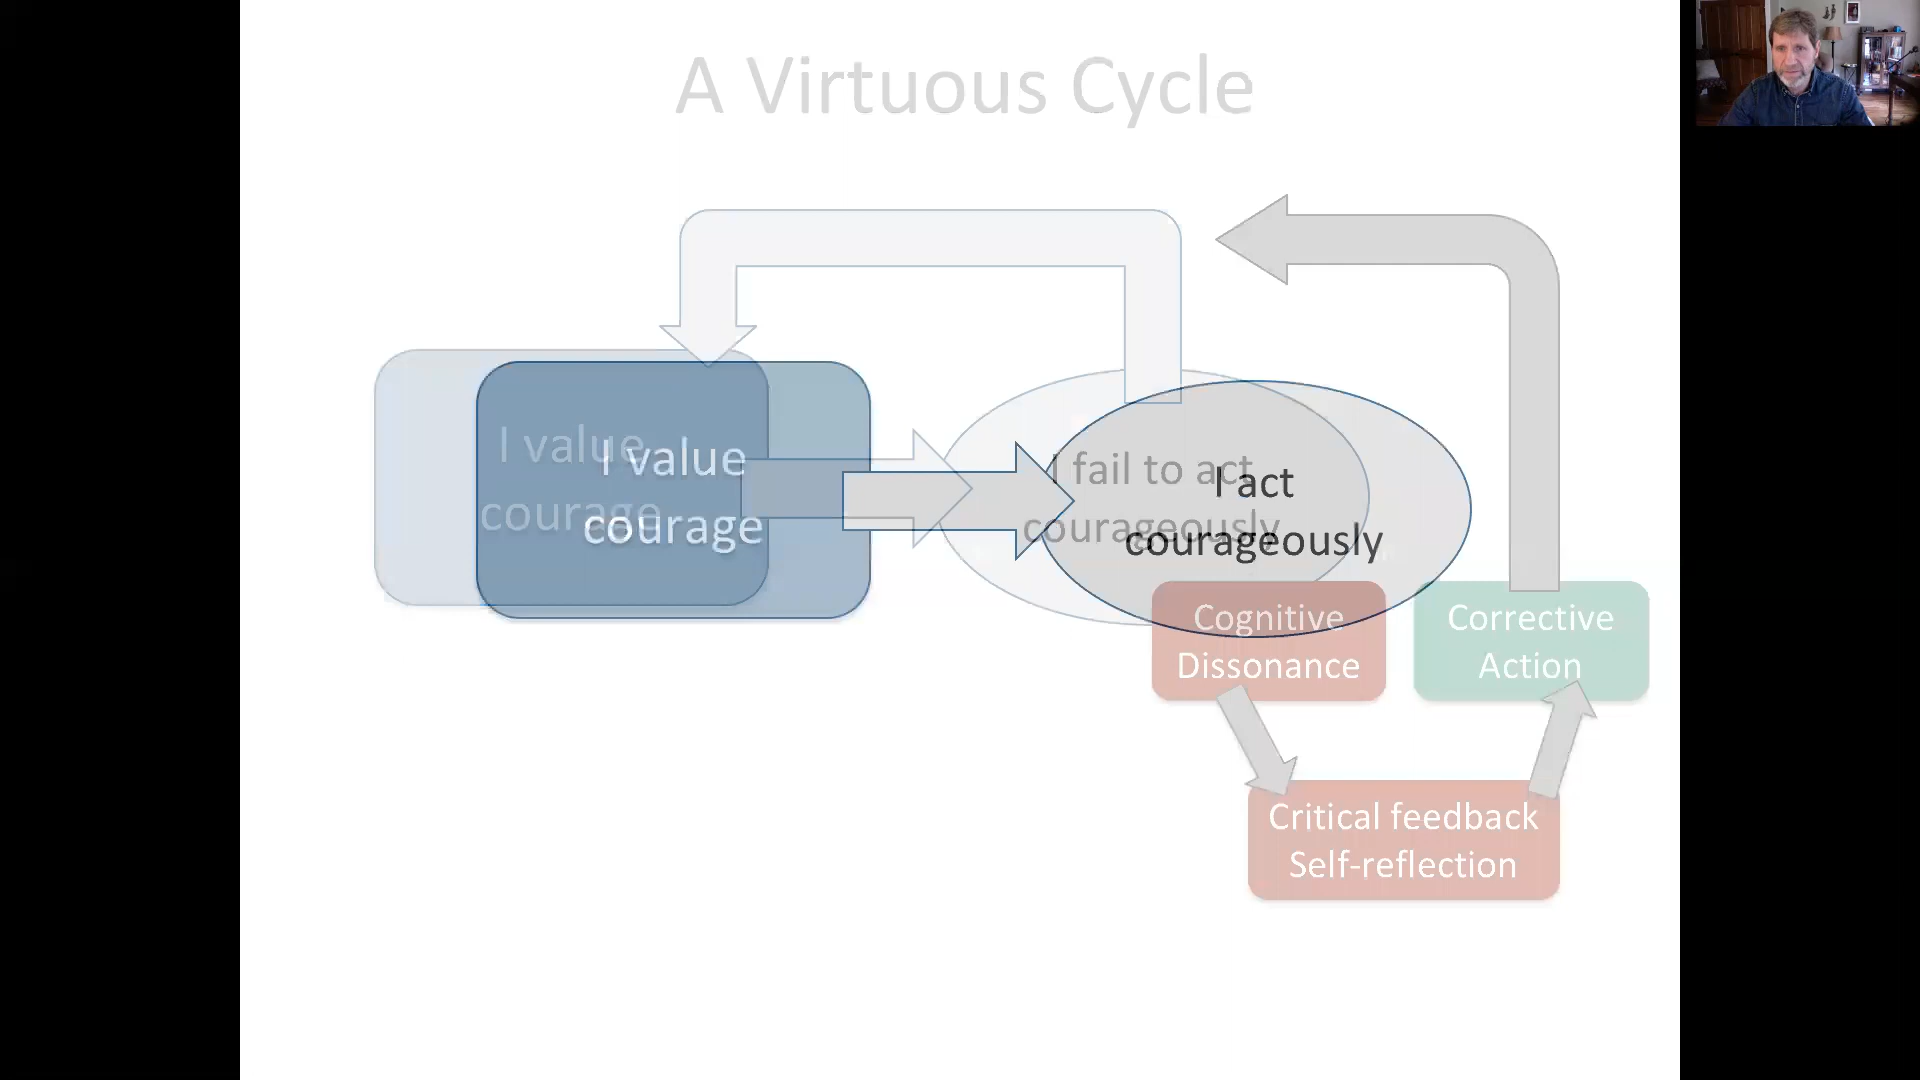 A Virtuous Cycle
I value
courage
I value
courage
I fail to act
courageously
I act
courageously
Cognitive
Dissonance
Corrective
Action
Critical feedback
Self-reflection